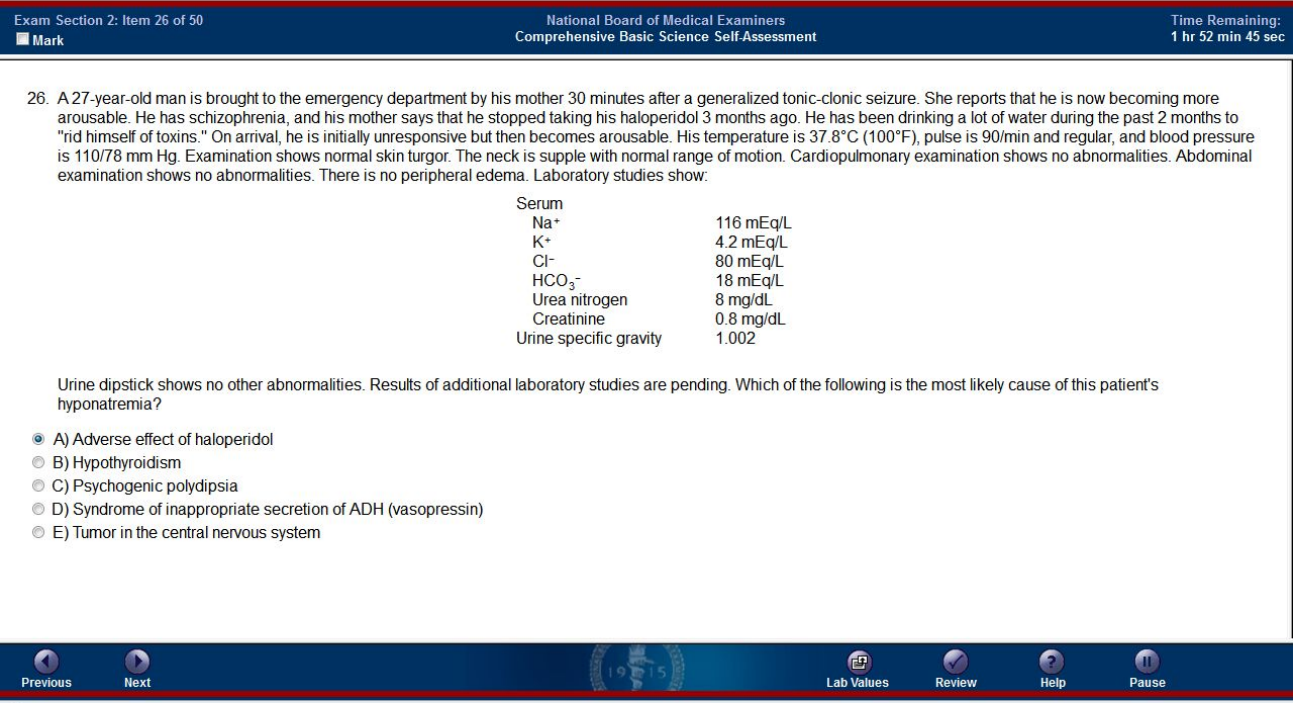 Exam Section 2: Item 26 of 50
National Board of Medical Examiners
Time Remaining:
Mark
Comprehensive Basic Science Self-Assessment
1 hr 52 min 45 sec
26. A 27-year-old man is brought to the emergency department by his mother 30 minutes after a generalized tonic-clonic seizure. She reports that he is now becoming more
arousable. He has schizophrenia, and his mother says that he stopped taking his haloperidol 3 months ago. He has been drinking a lot of water during the past 2 months to
"rid himself of toxins." On arrival, he is initially unresponsive but then becomes arousable. His temperature is 37.8°C (100°F), pulse is 90/min and regular, and blood pressure
is 110/78 mm Hg. Examination shows normal skin turgor. The neck is supple with normal range of motion. Cardiopulmonary examination shows no abnormalities. Abdominal
examination shows no abnormalities. There is no peripheral edema. Laboratory studies show:
Serum
Na⁺ 116 mEq/L
K⁺ 4.2 mEq/L
Cl⁻ 80 mEq/L
HCO₃⁻ 18 mEq/L
Urea nitrogen 8 mg/dL
Creatinine 0.8 mg/dL
Urine specific gravity 1.002
Urine dipstick shows no other abnormalities. Results of additional laboratory studies are pending. Which of the following is the most likely cause of this patient's
hyponatremia?
A) Adverse effect of haloperidol
B) Hypothyroidism
C) Psychogenic polydipsia
D) Syndrome of inappropriate secretion of ADH (vasopressin)
E) Tumor in the central nervous system
1915
Previous Next Lab Values Review Help Pause